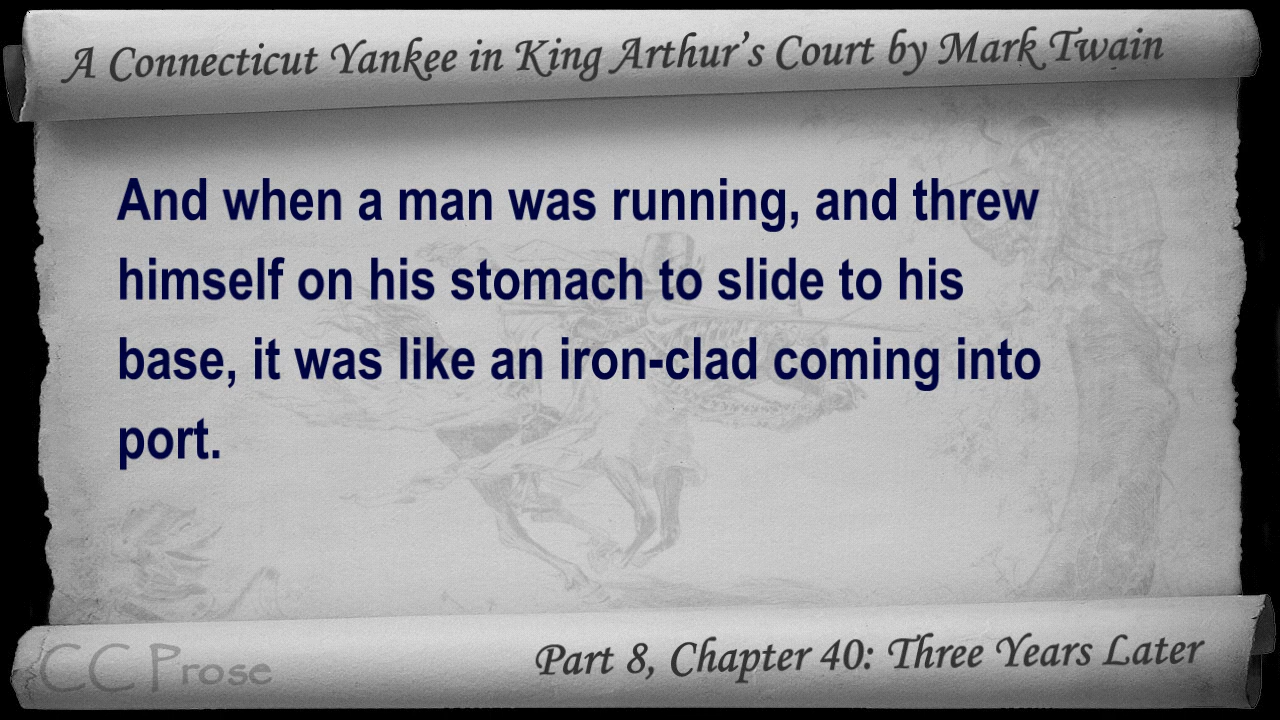 A Connecticut Yankee in King Arthur's Court by Mark Twain
And when a man was running, and threw
himself on his stomach to slide to his
base, it was like an iron-clad coming into
port.
CC Prose
Part 8, Chapter 40: Three Years Later